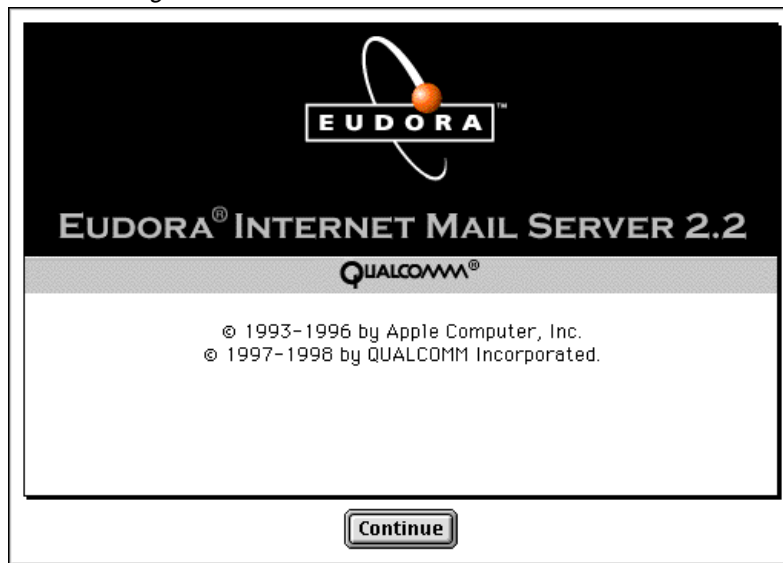 EUDORA™
EUDORA® INTERNET MAIL SERVER 2.2
QUALCOMM®
© 1993-1996 by Apple Computer, Inc.
© 1997-1998 by QUALCOMM Incorporated.
Continue